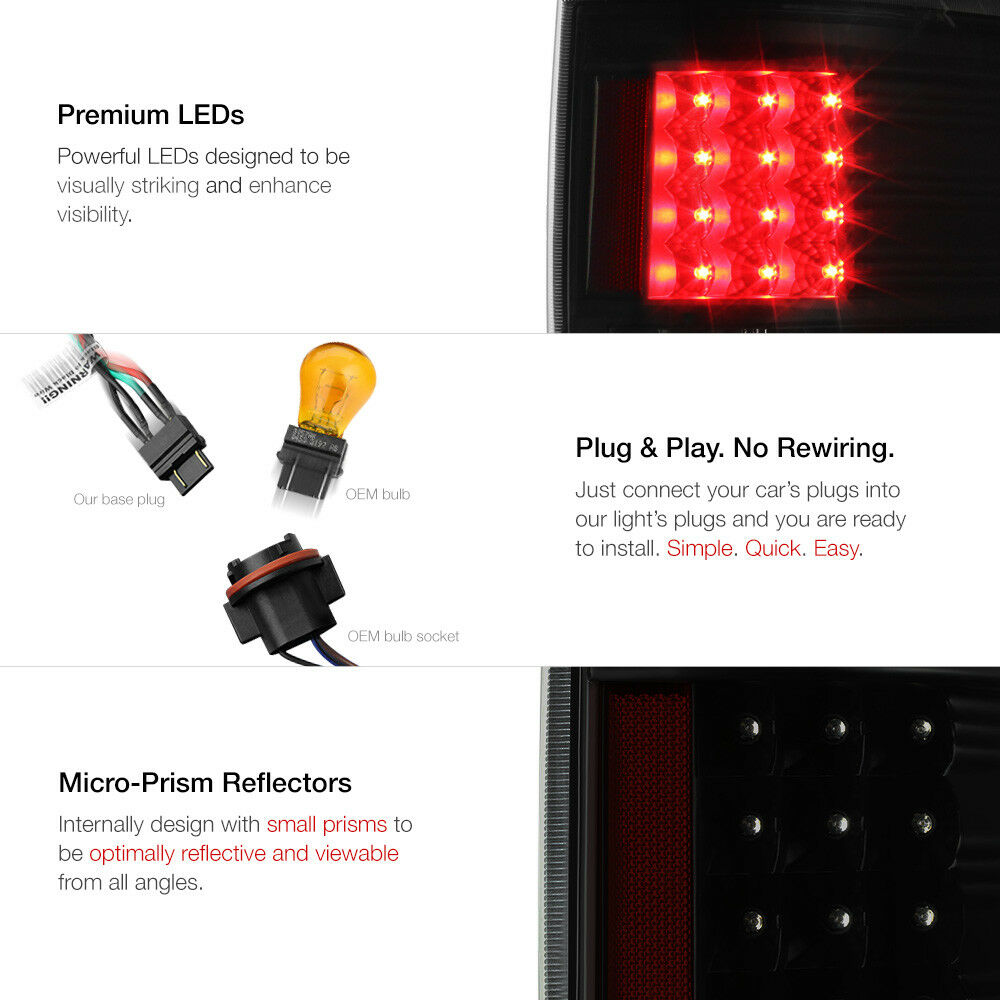 Premium LEDs
Powerful LEDs designed to be
visually striking and enhance
visibility.
WARNING!!
Our base plug
OEM bulb
OEM bulb socket
Plug & Play. No Rewiring.
Just connect your car's plugs into
our light's plugs and you are ready
to install. Simple. Quick. Easy.
Micro-Prism Reflectors
Internally design with small prisms to
be optimally reflective and viewable
from all angles.